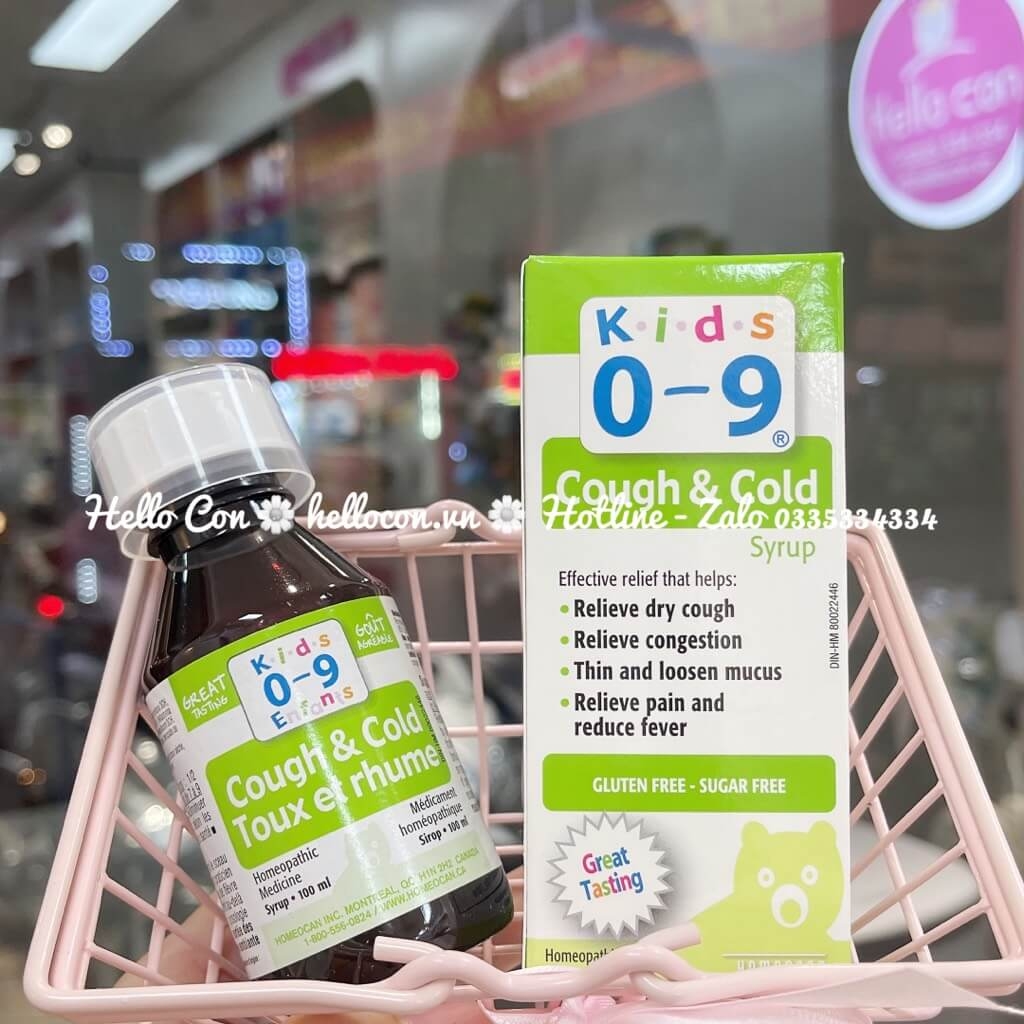 Hello con
K·i·d·s
0-9®
Cough & Cold
Syrup
Hello Con hellocon.vn Hotline - Zalo 0335334334
Effective relief that helps:
• Relieve dry cough
• Relieve congestion
• Thin and loosen mucus
• Relieve pain and
reduce fever
DIN-HM 80022446
GLUTEN FREE - SUGAR FREE
Great
Tasting
Homeopathi
GREAT
TASTING
K·i·d·s
0-9
Enfants
GOÛT
AGRÉABLE
Cough & Cold
Toux et rhume
Homeopathic
Medicine
Syrup • 100 ml
Médicament
homéopathique
Sirop • 100 ml
HOMEOCAN INC. MONTREAL, QC H1N 2H2 CANADA
1-800-556-0824 / WWW.HOMEOCAN.CA